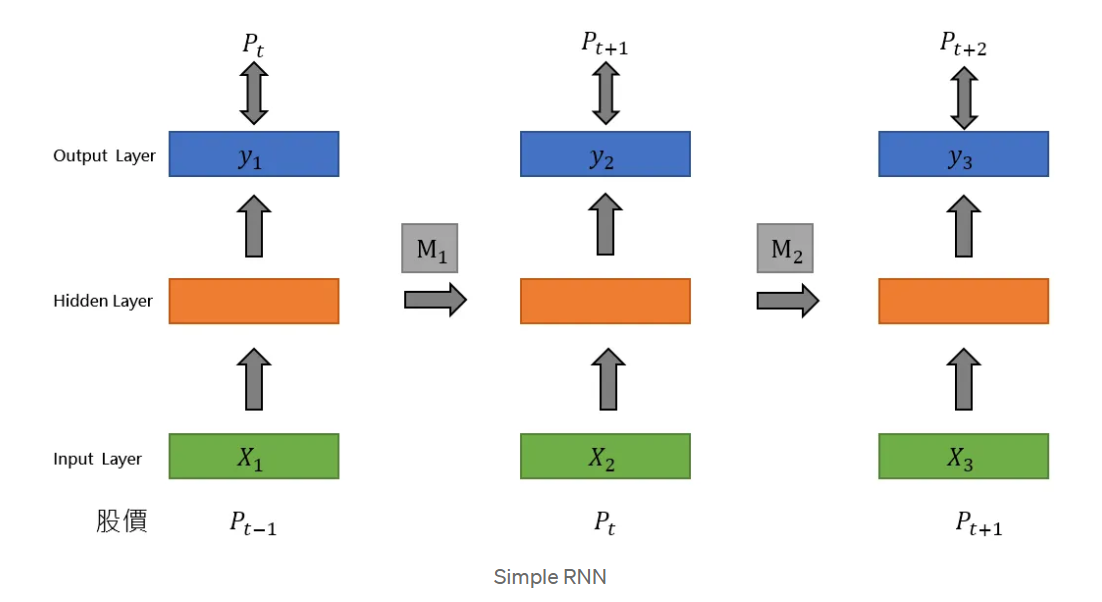 P_t P_{t+1} P_{t+2}
Output Layer y_1 y_2 y_3
M_1 M_2
Hidden Layer
Input Layer X_1 X_2 X_3
股價 P_{t-1} P_t P_{t+1}
Simple RNN